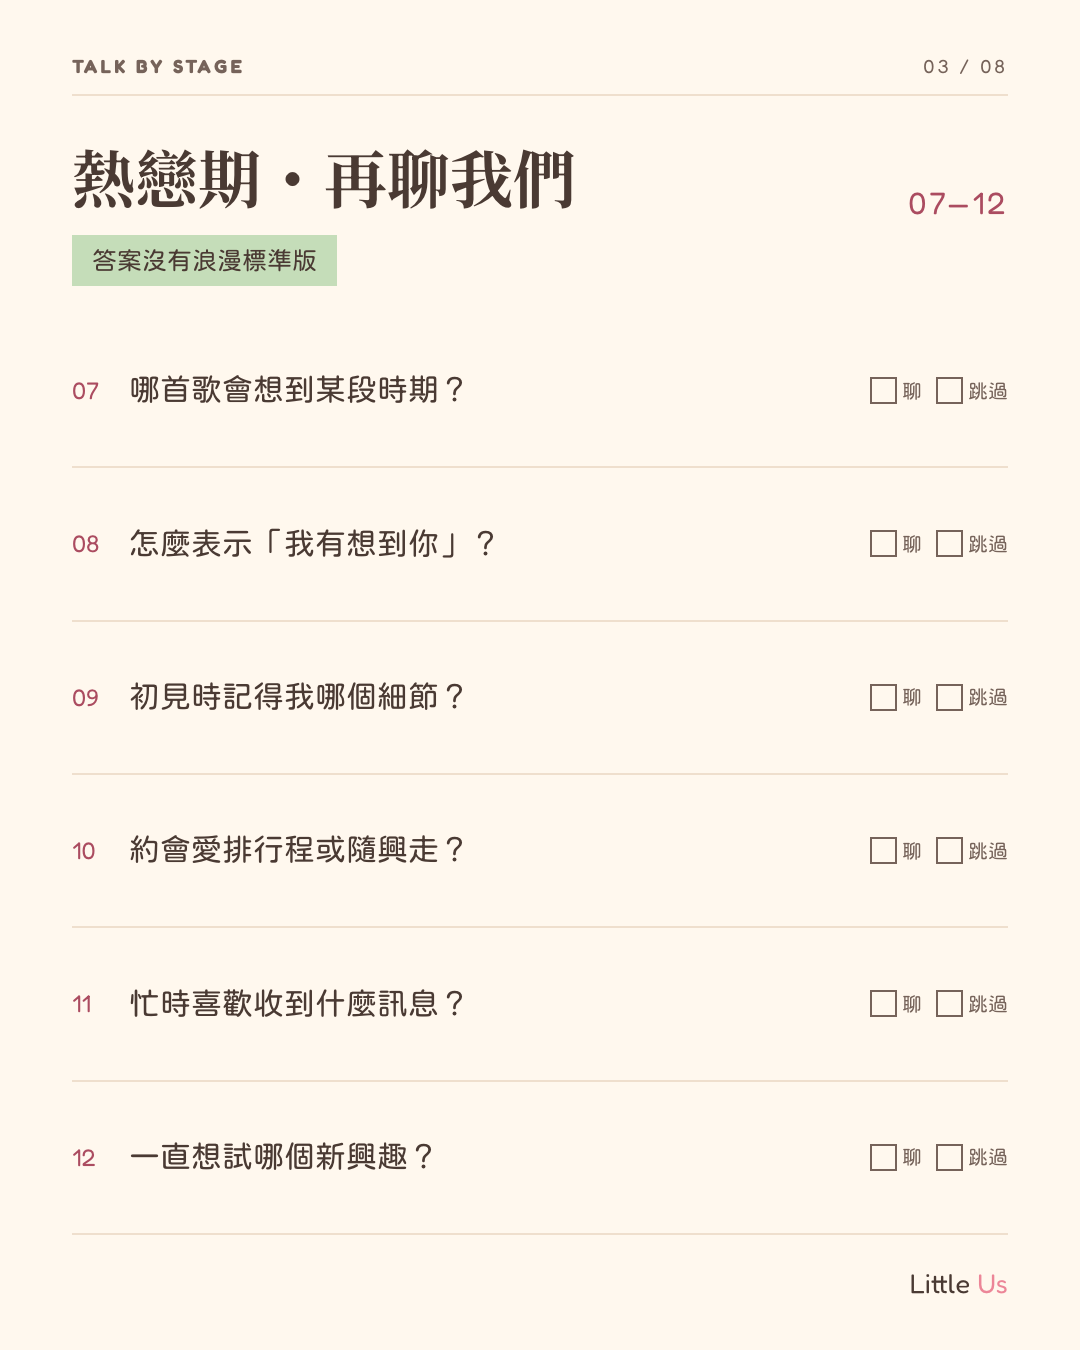 TALK BY STAGE
03 / 08
熱戀期・再聊我們
07–12
答案沒有浪漫標準版
07 哪首歌會想到某段時期？ 聊 跳過
08 怎麼表示「我有想到你」？ 聊 跳過
09 初見時記得我哪個細節？ 聊 跳過
10 約會愛排行程或隨興走？ 聊 跳過
11 忙時喜歡收到什麼訊息？ 聊 跳過
12 一直想試哪個新興趣？ 聊 跳過
Little Us